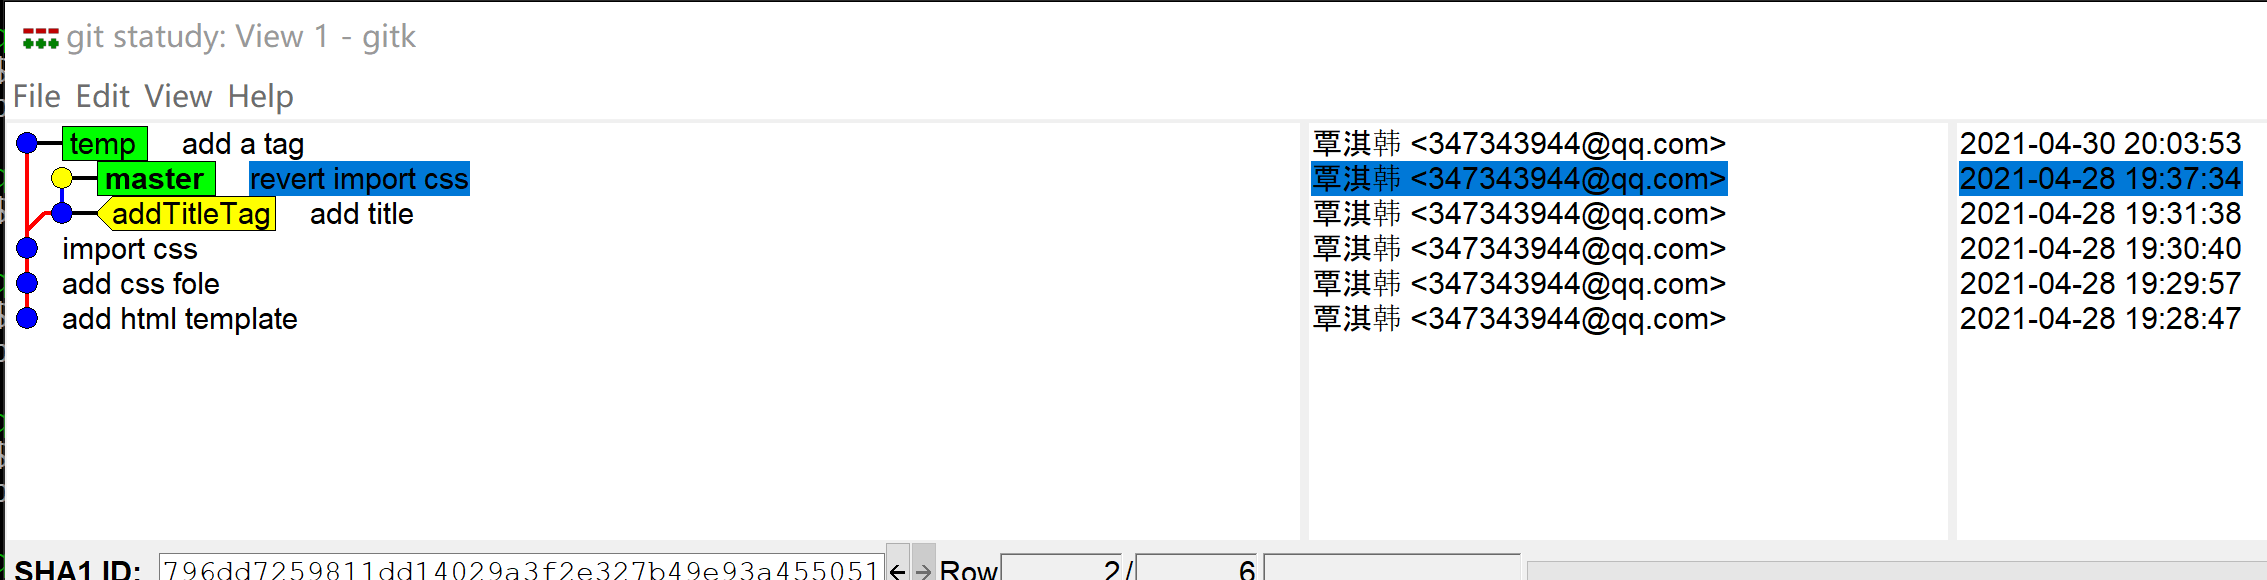 git statudy: View 1 - gitk
File Edit View Help
temp add a tag 覃淇韩 <347343944@qq.com> 2021-04-30 20:03:53
master revert import css 覃淇韩 <347343944@qq.com> 2021-04-28 19:37:34
addTitleTag add title 覃淇韩 <347343944@qq.com> 2021-04-28 19:31:38
import css 覃淇韩 <347343944@qq.com> 2021-04-28 19:30:40
add css fole 覃淇韩 <347343944@qq.com> 2021-04-28 19:29:57
add html template 覃淇韩 <347343944@qq.com> 2021-04-28 19:28:47
SHA1 ID: 796dd7259811dd14029a3f2e327b49e93a455051 ← → Row 2 / 6